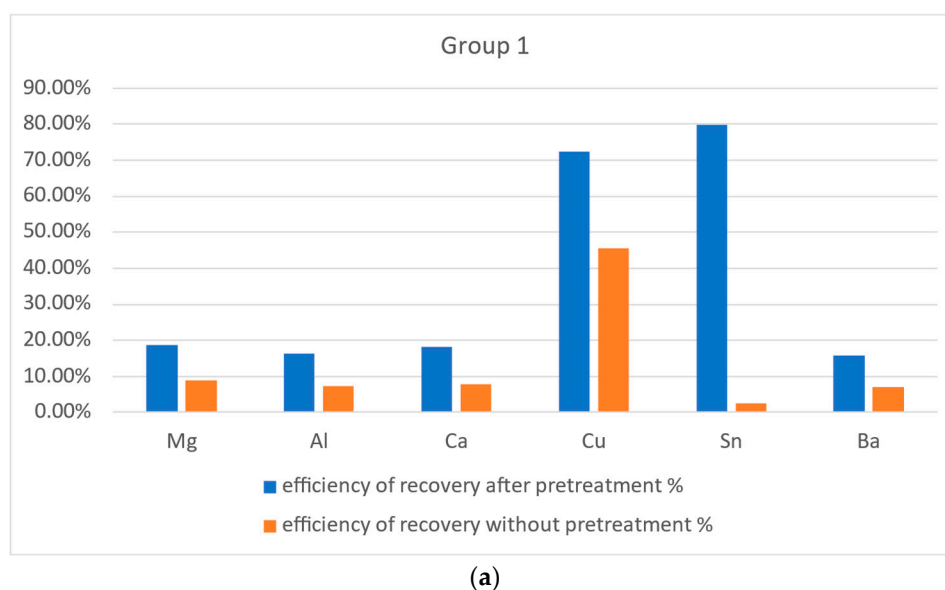 Group 1
90.00%
80.00%
70.00%
60.00%
50.00%
40.00%
30.00%
20.00%
10.00%
0.00%
Mg Al Ca Cu Sn Ba
efficiency of recovery after pretreatment %
efficiency of recovery without pretreatment %
(a)